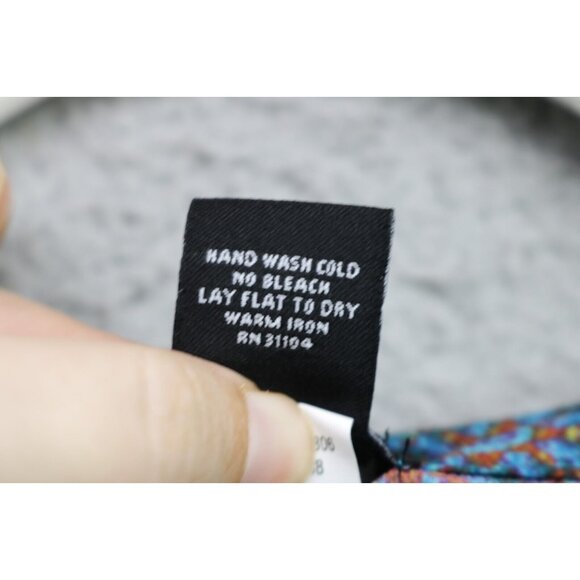 HAND WASH COLD
NO BLEACH
LAY FLAT TO DRY
WARM IRON
RN 31104